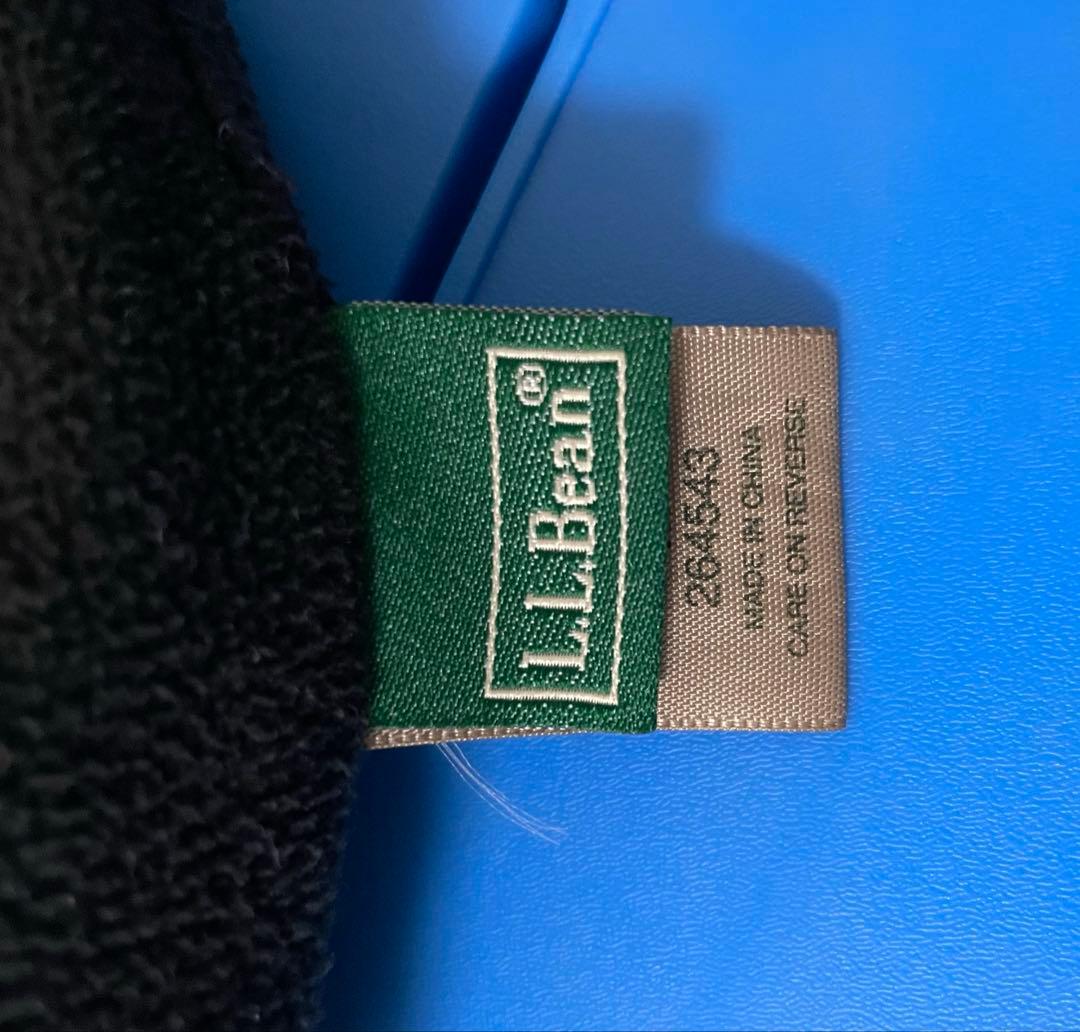 L.L.Bean®
264543
MADE IN CHINA
CARE ON REVERSE